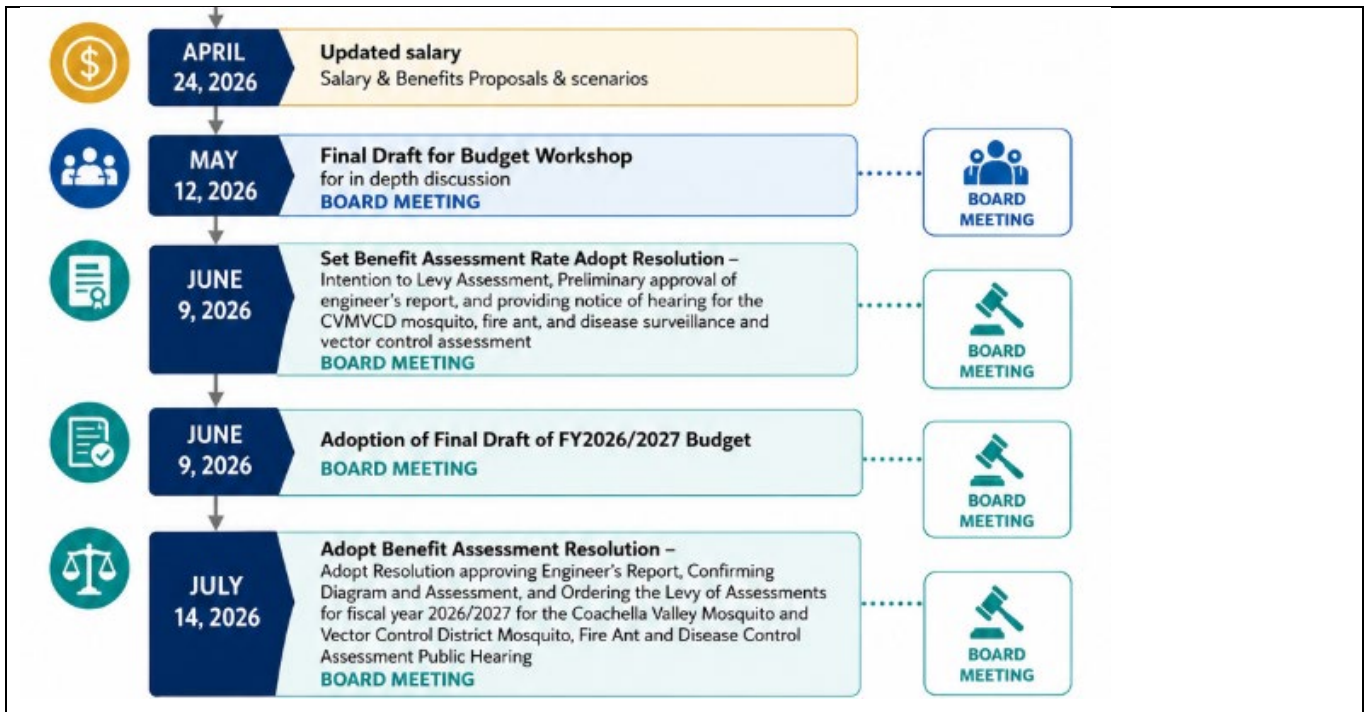 APRIL
24, 2026
Updated salary
Salary & Benefits Proposals & scenarios
MAY
12, 2026
Final Draft for Budget Workshop
for in depth discussion
BOARD MEETING
BOARD
MEETING
JUNE
9, 2026
Set Benefit Assessment Rate Adopt Resolution –
Intention to Levy Assessment, Preliminary approval of
engineer's report, and providing notice of hearing for the
CVMVCD mosquito, fire ant, and disease surveillance and
vector control assessment
BOARD MEETING
BOARD
MEETING
JUNE
9, 2026
Adoption of Final Draft of FY2026/2027 Budget
BOARD MEETING
BOARD
MEETING
JULY
14, 2026
Adopt Benefit Assessment Resolution –
Adopt Resolution approving Engineer's Report, Confirming
Diagram and Assessment, and Ordering the Levy of Assessments
for fiscal year 2026/2027 for the Coachella Valley Mosquito and
Vector Control District Mosquito, Fire Ant and Disease Control
Assessment Public Hearing
BOARD MEETING
BOARD
MEETING